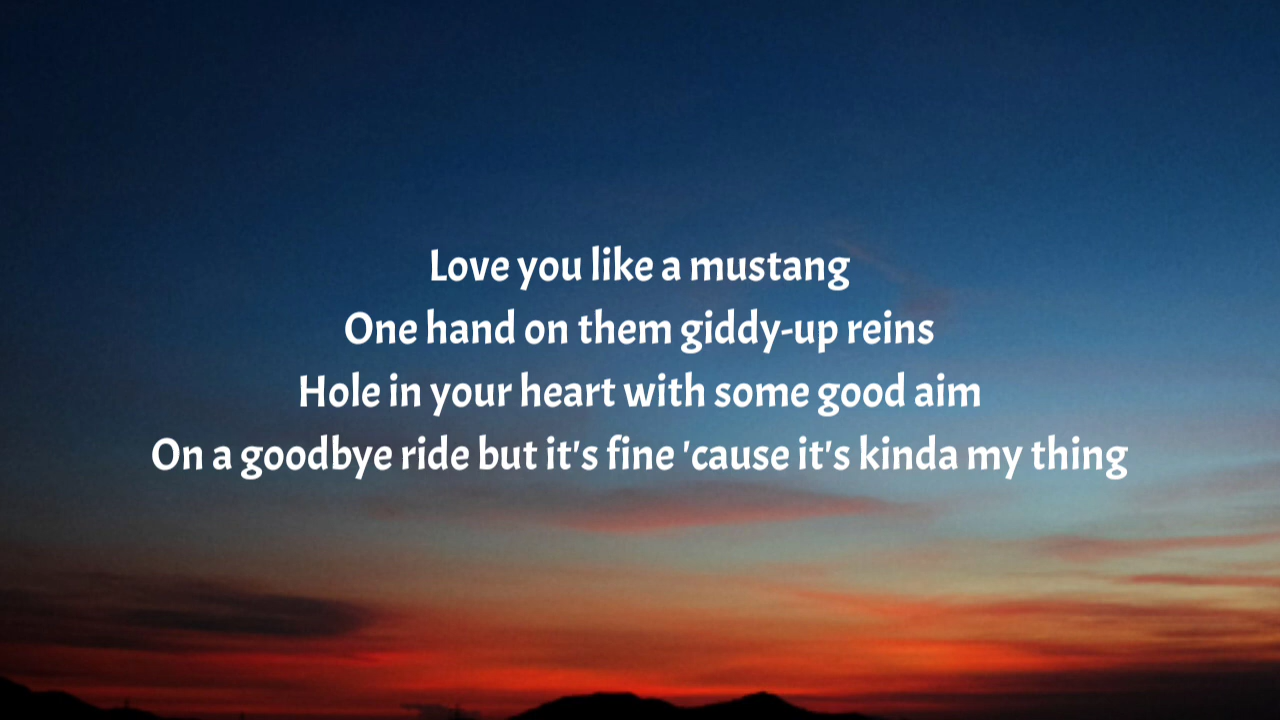 Love you like a mustang
One hand on them giddy-up reins
Hole in your heart with some good aim
On a goodbye ride but it's fine 'cause it's kinda my thing